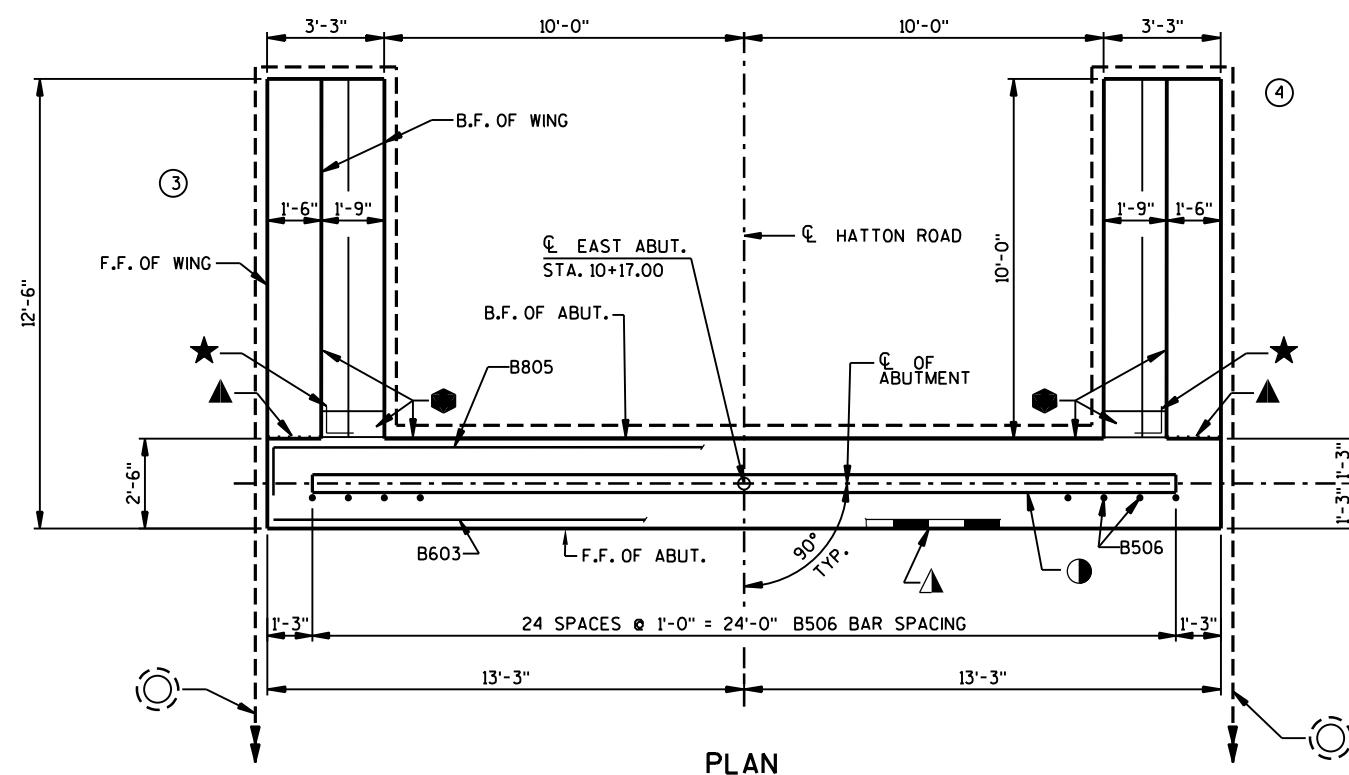 3'-3"
10'-0"
10'-0"
3'-3"
4
B.F. OF WING
3
1'-6"
1'-9"
1'-9"
1'-6"
℄ EAST ABUT.
STA. 10+17.00
℄ HATTON ROAD
F.F. OF WING
12'-6"
10'-0"
B.F. OF ABUT.
B805
℄ OF
ABUTMENT
2'-6"
1'-3"
1'-3"
B603
F.F. OF ABUT.
90°
TYP.
B506
1'-3"
24 SPACES @ 1'-0" = 24'-0" B506 BAR SPACING
1'-3"
13'-3"
13'-3"
PLAN